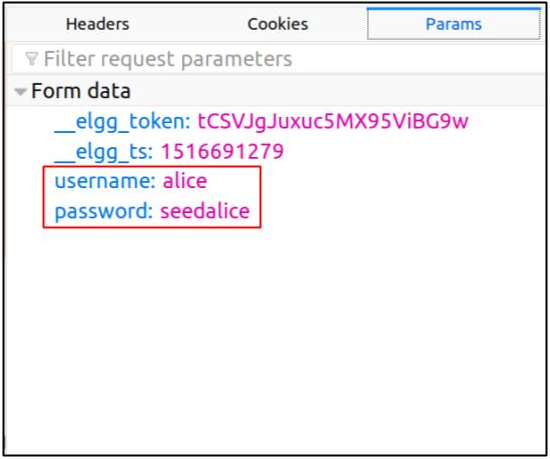 Headers Cookies Params
Filter request parameters
Form data
__elgg_token: tCSVJgJuxuc5MX95ViBG9w
__elgg_ts: 1516691279
username: alice
password: seedalice